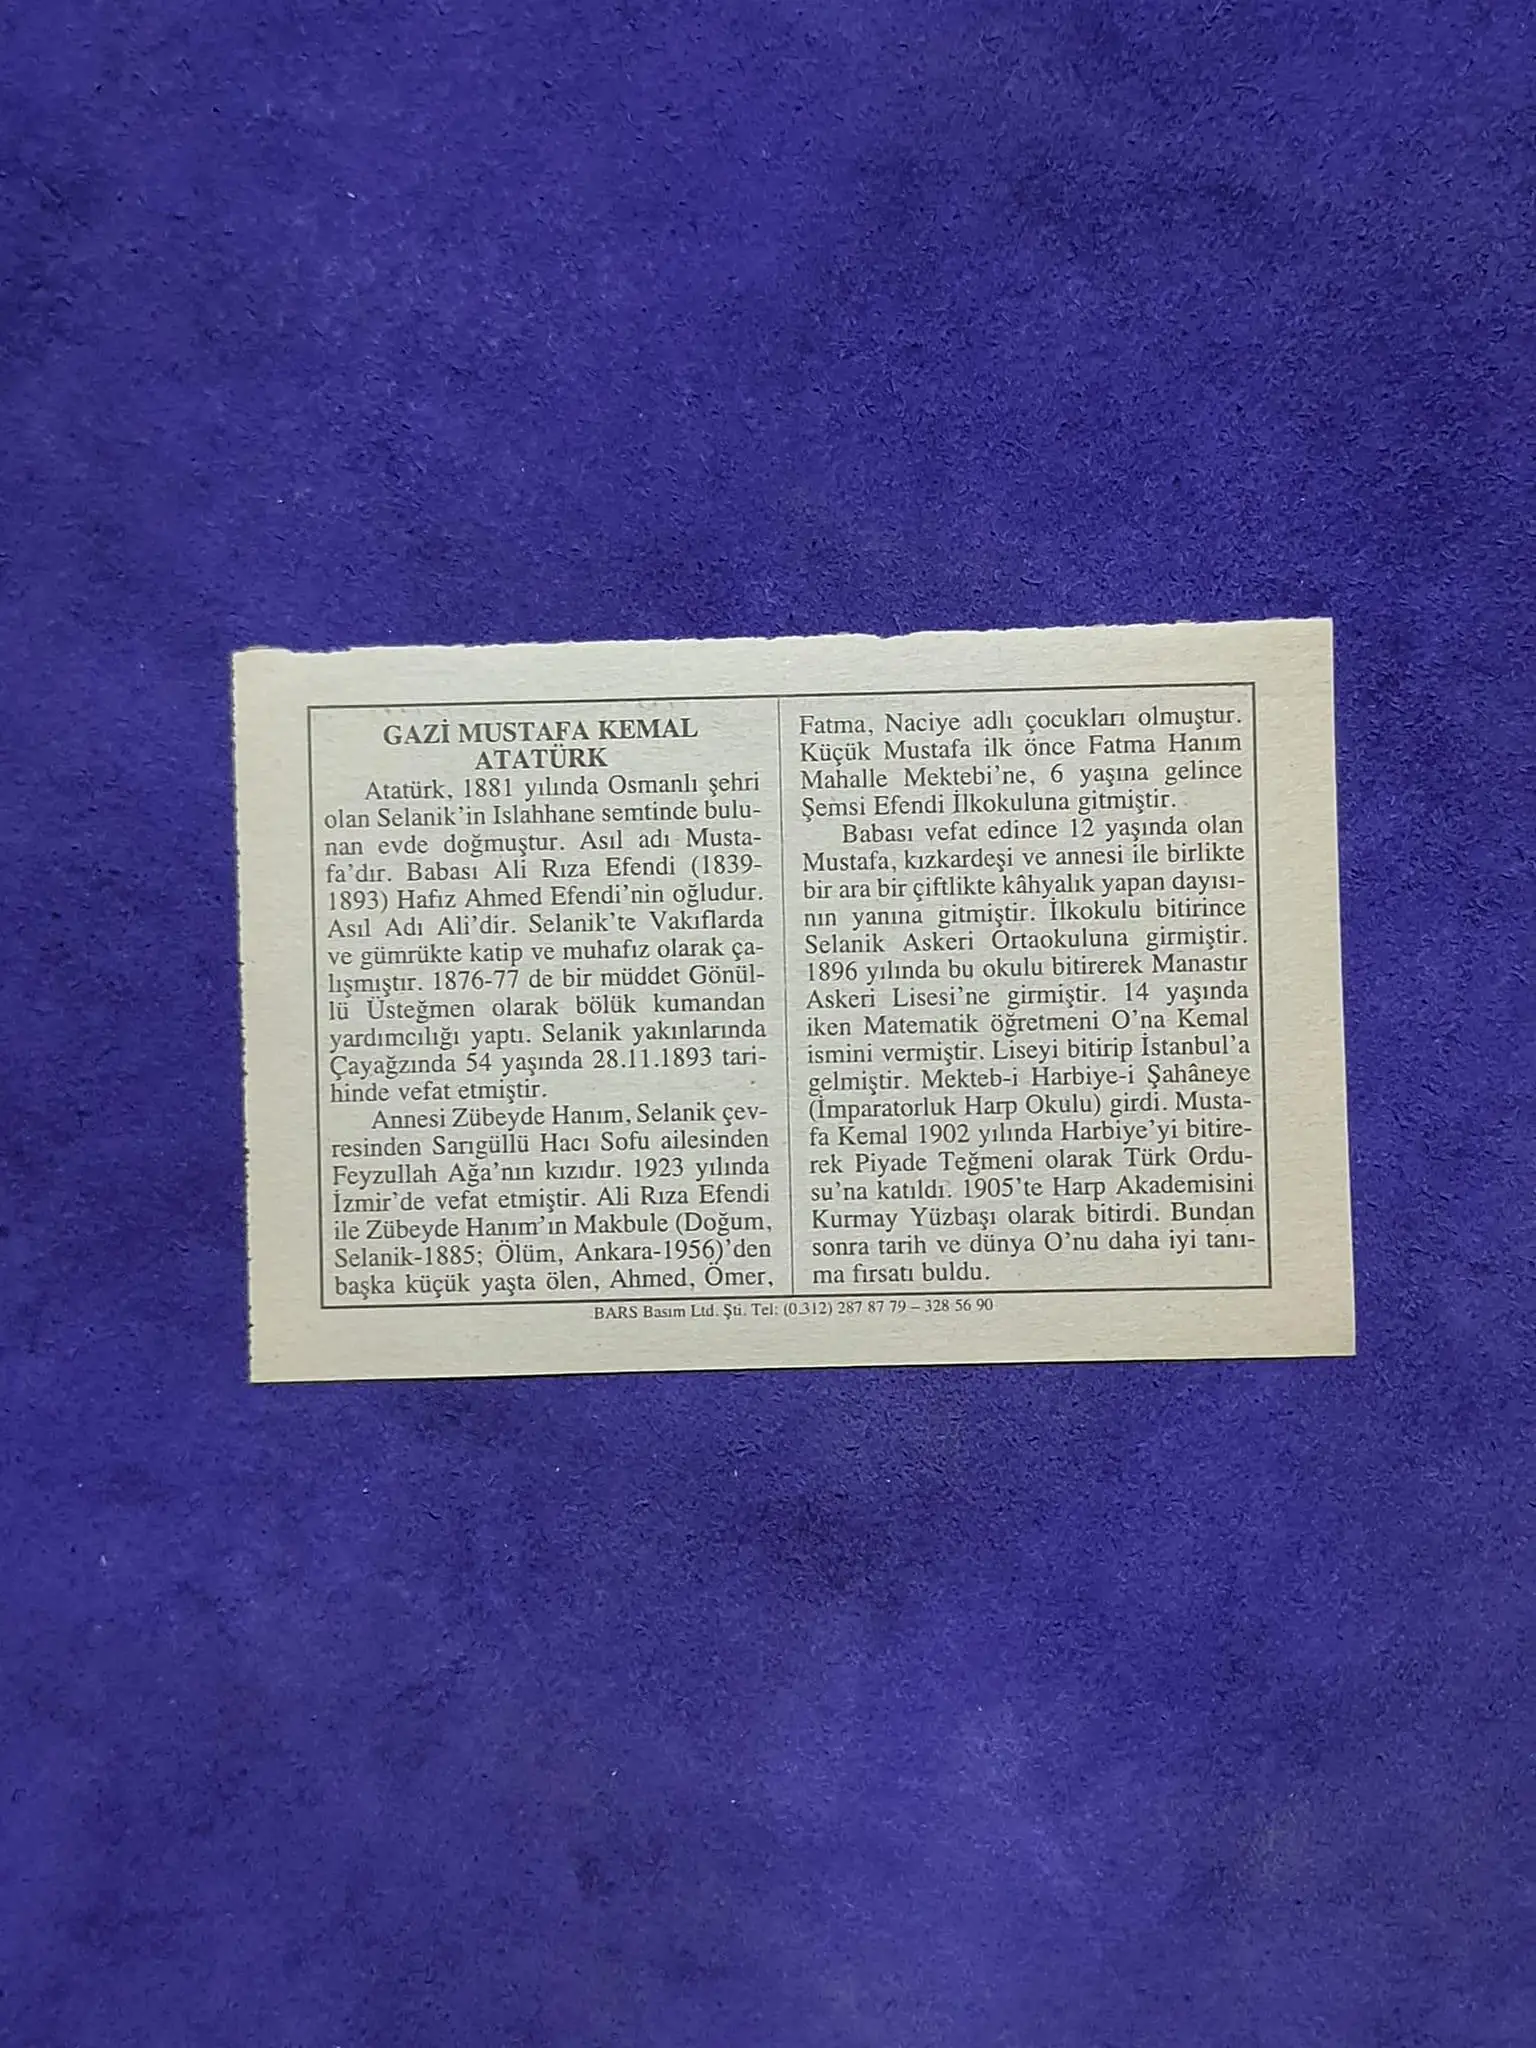 GAZİ MUSTAFA KEMAL
ATATÜRK
Atatürk, 1881 yılında Osmanlı şehri
olan Selanik'in Islahhane semtinde bulu-
nan evde doğmuştur. Asıl adı Musta-
fa'dır. Babası Ali Rıza Efendi (1839-
1893) Hafız Ahmed Efendi'nin oğludur.
Asıl Adı Ali'dir. Selanik'te Vakıflarda
ve gümrükte katip ve muhafız olarak ça-
lışmıştır. 1876-77 de bir müddet Gönül-
lü Üsteğmen olarak bölük kumandan
yardımcılığı yaptı. Selanik yakınlarında
Çayağzında 54 yaşında 28.11.1893 tari-
hinde vefat etmiştir.
Annesi Zübeyde Hanım, Selanik çev-
resinden Sarıgüllü Hacı Sofu ailesinden
Feyzullah Ağa'nın kızıdır. 1923 yılında
İzmir'de vefat etmiştir. Ali Rıza Efendi
ile Zübeyde Hanım'ın Makbule (Doğum,
Selanik-1885; Ölüm, Ankara-1956)'den
başka küçük yaşta ölen, Ahmed, Ömer,
Fatma, Naciye adlı çocukları olmuştur.
Küçük Mustafa ilk önce Fatma Hanım
Mahalle Mektebi'ne, 6 yaşına gelince
Şemsi Efendi İlkokuluna gitmiştir.
Babası vefat edince 12 yaşında olan
Mustafa, kızkardeşi ve annesi ile birlikte
bir ara bir çiftlikte kâhyalık yapan dayısı-
nın yanına gitmiştir. İlkokulu bitirince
Selanik Askeri Ortaokuluna girmiştir.
1896 yılında bu okulu bitirerek Manastır
Askeri Lisesi'ne girmiştir. 14 yaşında
iken Matematik öğretmeni O'na Kemal
ismini vermiştir. Liseyi bitirip İstanbul'a
gelmiştir. Mekteb-i Harbiye-i Şahâneye
(İmparatorluk Harp Okulu) girdi. Musta-
fa Kemal 1902 yılında Harbiye'yi bitire-
rek Piyade Teğmeni olarak Türk Ordu-
su'na katıldı. 1905'te Harp Akademisini
Kurmay Yüzbaşı olarak bitirdi. Bundan
sonra tarih ve dünya O'nu daha iyi tanı-
ma fırsatı buldu.
BARS Basım Ltd. Şti. Tel: (0.312) 287 87 79 – 328 56 90